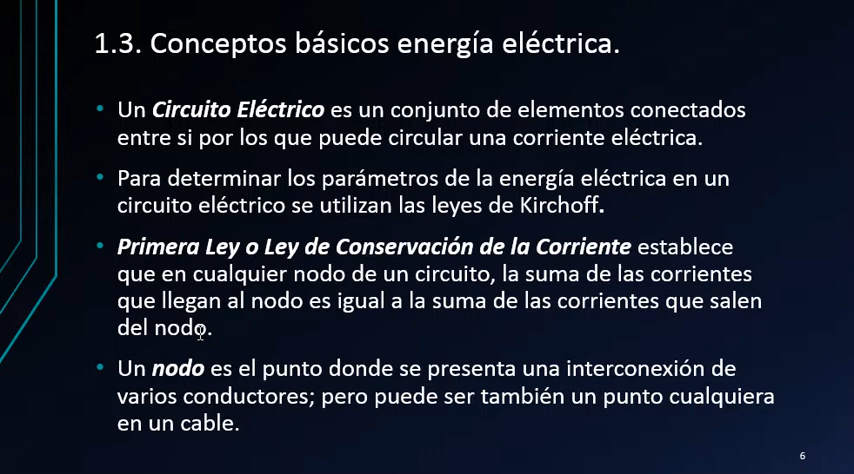 1.3. Conceptos básicos energía eléctrica.
• Un Circuito Eléctrico es un conjunto de elementos conectados
entre si por los que puede circular una corriente eléctrica.
• Para determinar los parámetros de la energía eléctrica en un
circuito eléctrico se utilizan las leyes de Kirchoff.
• Primera Ley o Ley de Conservación de la Corriente establece
que en cualquier nodo de un circuito, la suma de las corrientes
que llegan al nodo es igual a la suma de las corrientes que salen
del nodo.
• Un nodo es el punto donde se presenta una interconexión de
varios conductores; pero puede ser también un punto cualquiera
en un cable.
6